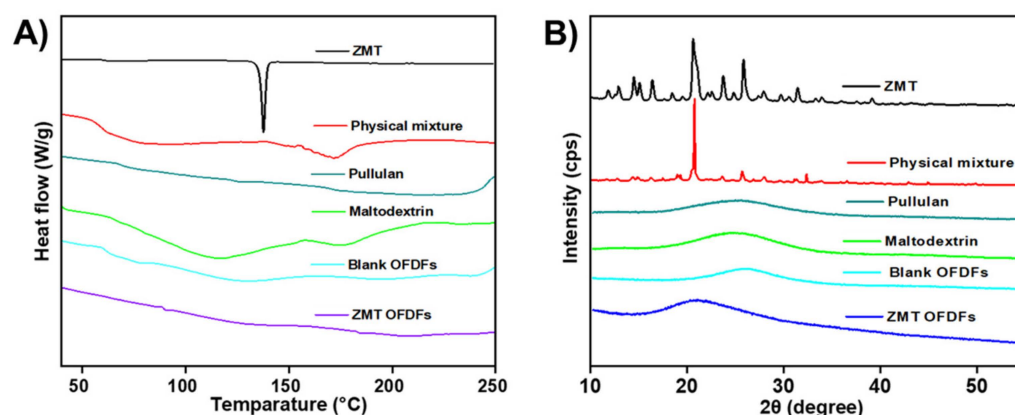 A)
ZMT
Physical mixture
Pullulan
Maltodextrin
Blank OFDFs
ZMT OFDFs
Heat flow (W/g)
50 100 150 200 250
Temparature (°C)
B)
ZMT
Physical mixture
Pullulan
Maltodextrin
Blank OFDFs
ZMT OFDFs
Intensity (cps)
10 20 30 40 50
2θ (degree)